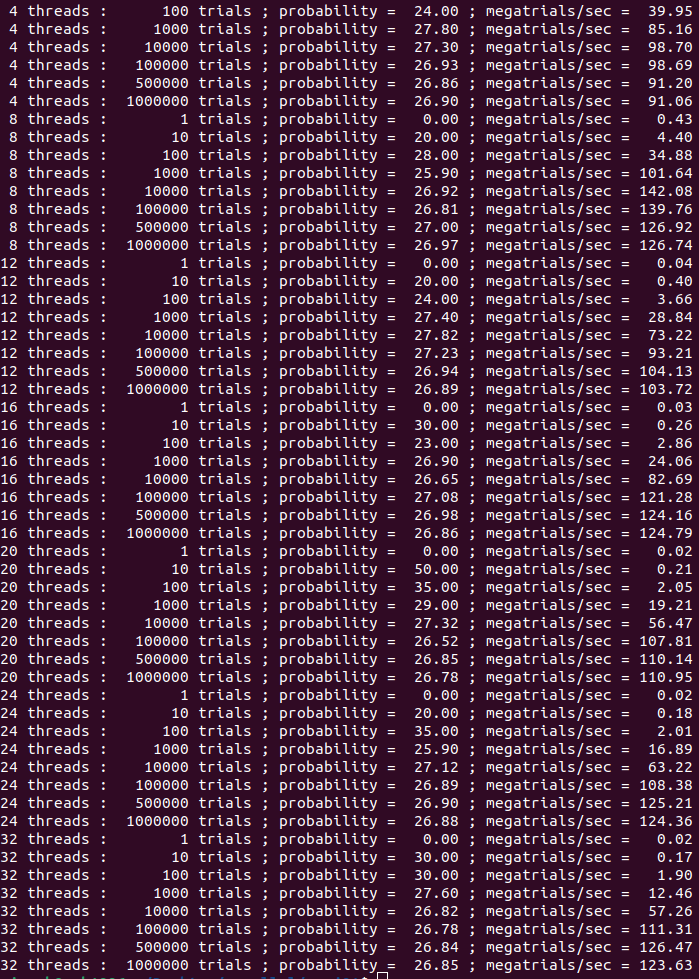 4 threads :      100 trials ; probability =  24.00 ; megatrials/sec =  39.95
4 threads :     1000 trials ; probability =  27.80 ; megatrials/sec =  85.16
4 threads :    10000 trials ; probability =  27.30 ; megatrials/sec =  98.70
4 threads :   100000 trials ; probability =  26.93 ; megatrials/sec =  98.69
4 threads :   500000 trials ; probability =  26.86 ; megatrials/sec =  91.20
4 threads :  1000000 trials ; probability =  26.90 ; megatrials/sec =  91.06
8 threads :        1 trials ; probability =   0.00 ; megatrials/sec =   0.43
8 threads :       10 trials ; probability =  20.00 ; megatrials/sec =   4.40
8 threads :      100 trials ; probability =  28.00 ; megatrials/sec =  34.88
8 threads :     1000 trials ; probability =  25.90 ; megatrials/sec = 101.64
8 threads :    10000 trials ; probability =  26.92 ; megatrials/sec = 142.08
8 threads :   100000 trials ; probability =  26.81 ; megatrials/sec = 139.76
8 threads :   500000 trials ; probability =  27.00 ; megatrials/sec = 126.92
8 threads :  1000000 trials ; probability =  26.97 ; megatrials/sec = 126.74
12 threads :        1 trials ; probability =   0.00 ; megatrials/sec =   0.04
12 threads :       10 trials ; probability =  20.00 ; megatrials/sec =   0.40
12 threads :      100 trials ; probability =  24.00 ; megatrials/sec =   3.66
12 threads :     1000 trials ; probability =  27.40 ; megatrials/sec =  28.84
12 threads :    10000 trials ; probability =  27.82 ; megatrials/sec =  73.22
12 threads :   100000 trials ; probability =  27.23 ; megatrials/sec =  93.21
12 threads :   500000 trials ; probability =  26.94 ; megatrials/sec = 104.13
12 threads :  1000000 trials ; probability =  26.89 ; megatrials/sec = 103.72
16 threads :        1 trials ; probability =   0.00 ; megatrials/sec =   0.03
16 threads :       10 trials ; probability =  30.00 ; megatrials/sec =   0.26
16 threads :      100 trials ; probability =  23.00 ; megatrials/sec =   2.86
16 threads :     1000 trials ; probability =  26.90 ; megatrials/sec =  24.06
16 threads :    10000 trials ; probability =  26.65 ; megatrials/sec =  82.69
16 threads :   100000 trials ; probability =  27.08 ; megatrials/sec = 121.28
16 threads :   500000 trials ; probability =  26.98 ; megatrials/sec = 124.16
16 threads :  1000000 trials ; probability =  26.86 ; megatrials/sec = 124.79
20 threads :        1 trials ; probability =   0.00 ; megatrials/sec =   0.02
20 threads :       10 trials ; probability =  50.00 ; megatrials/sec =   0.21
20 threads :      100 trials ; probability =  35.00 ; megatrials/sec =   2.05
20 threads :     1000 trials ; probability =  29.00 ; megatrials/sec =  19.21
20 threads :    10000 trials ; probability =  27.32 ; megatrials/sec =  56.47
20 threads :   100000 trials ; probability =  26.52 ; megatrials/sec = 107.81
20 threads :   500000 trials ; probability =  26.85 ; megatrials/sec = 110.14
20 threads :  1000000 trials ; probability =  26.78 ; megatrials/sec = 110.95
24 threads :        1 trials ; probability =   0.00 ; megatrials/sec =   0.02
24 threads :       10 trials ; probability =  20.00 ; megatrials/sec =   0.18
24 threads :      100 trials ; probability =  35.00 ; megatrials/sec =   2.01
24 threads :     1000 trials ; probability =  25.90 ; megatrials/sec =  16.89
24 threads :    10000 trials ; probability =  27.12 ; megatrials/sec =  63.22
24 threads :   100000 trials ; probability =  26.89 ; megatrials/sec = 108.38
24 threads :   500000 trials ; probability =  26.90 ; megatrials/sec = 125.21
24 threads :  1000000 trials ; probability =  26.88 ; megatrials/sec = 124.36
32 threads :        1 trials ; probability =   0.00 ; megatrials/sec =   0.02
32 threads :       10 trials ; probability =  30.00 ; megatrials/sec =   0.17
32 threads :      100 trials ; probability =  30.00 ; megatrials/sec =   1.90
32 threads :     1000 trials ; probability =  27.60 ; megatrials/sec =  12.46
32 threads :    10000 trials ; probability =  26.82 ; megatrials/sec =  57.26
32 threads :   100000 trials ; probability =  26.78 ; megatrials/sec = 111.31
32 threads :   500000 trials ; probability =  26.84 ; megatrials/sec = 126.47
32 threads :  1000000 trials ; probability =  26.85 ; megatrials/sec = 123.63